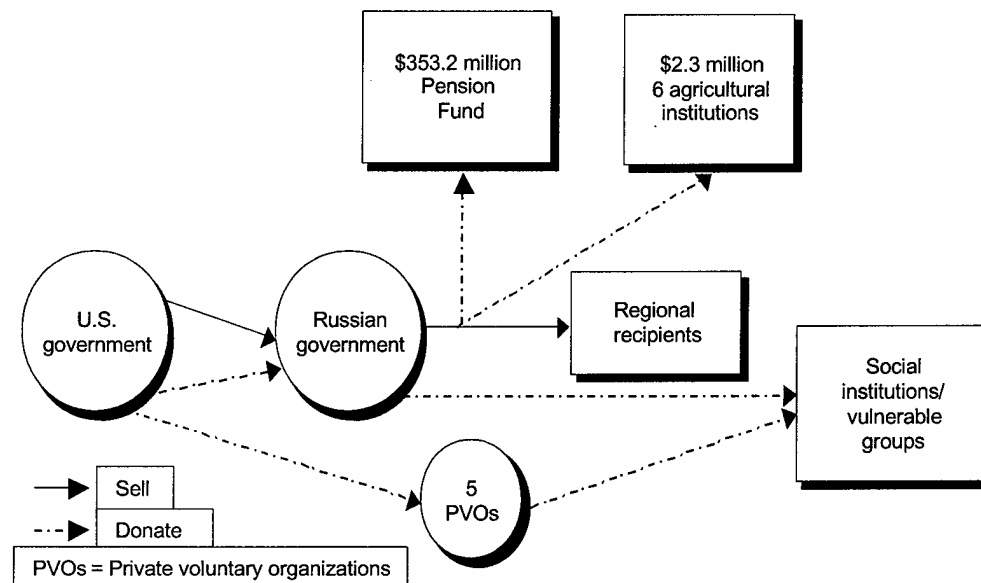 $353.2 million
Pension
Fund
$2.3 million
6 agricultural
institutions
U.S.
government
Russian
government
Regional
recipients
Social
institutions/
vulnerable
groups
5
PVOs
Sell
Donate
PVOs = Private voluntary organizations